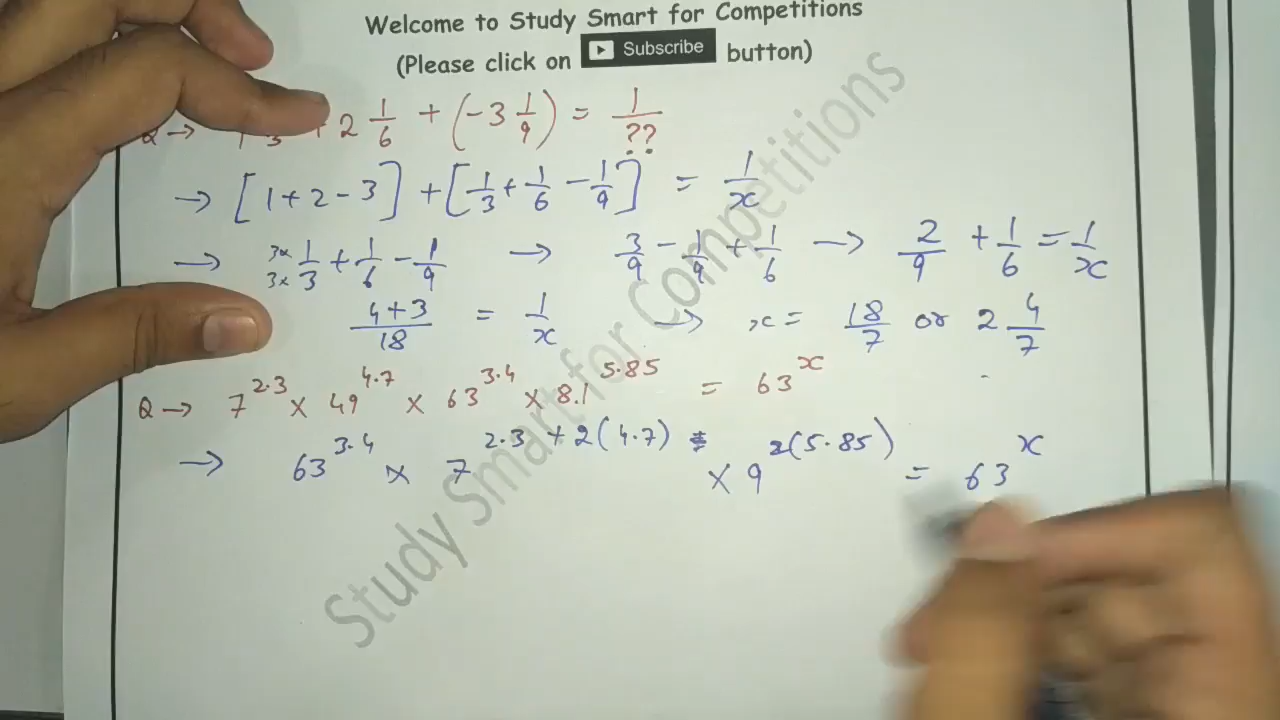 Welcome to Study Smart for Competitions
(Please click on Subscribe button)
Q → 2 1/6 + (-3 1/9) = 1/??
→ [1+2-3] + [1/3 + 1/6 - 1/9] = 1/x
→ 3x 1/3x 3 + 1/6 - 1/9 → 3/9 - 1/9 + 1/6 → 2/9 + 1/6 = 1/x
4+3/18 = 1/x → x = 18/7 or 2 4/7
Q → 7^2.3 × 49^4.7 × 63^3.4 × 8.1^5.85 = 63^x
→ 63^3.4 × 7^2.3+2(4.7) × 9^2(5.85) = 63^x
Study Smart for Competitions